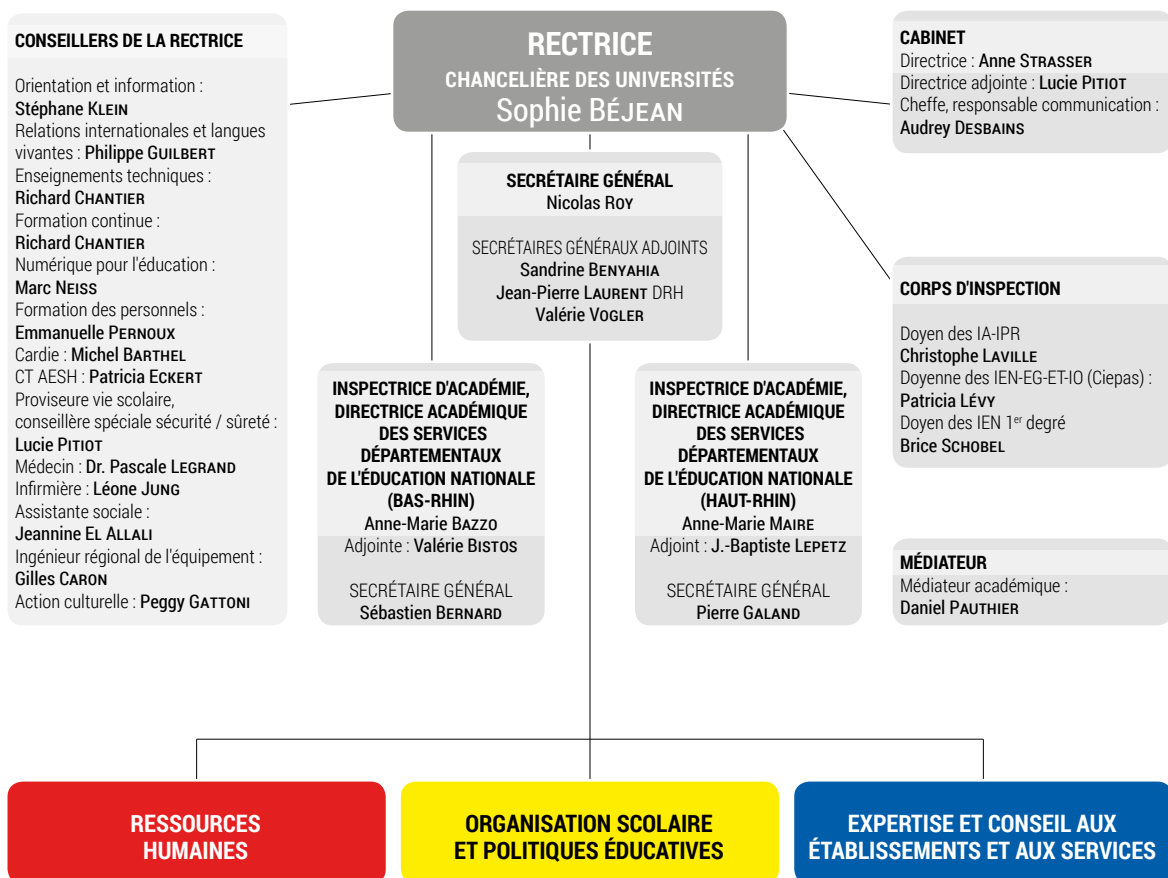 CONSEILLERS DE LA RECTRICE
Orientation et information :
Stéphane KLEIN
Relations internationales et langues
vivantes : Philippe GUILBERT
Enseignements techniques :
Richard CHANTIER
Formation continue :
Richard CHANTIER
Numérique pour l'éducation :
Marc NEISS
Formation des personnels :
Emmanuelle PERNOUX
Cardie : Michel BARTHEL
CT AESH : Patricia ECKERT
Proviseure vie scolaire,
conseillère spéciale sécurité / sûreté :
Lucie PITIOT
Médecin : Dr. Pascale LEGRAND
Infirmière : Léone JUNG
Assistante sociale :
Jeannine EL ALLALI
Ingénieur régional de l'équipement :
Gilles CARON
Action culturelle : Peggy GATTONI
RECTRICE
CHANCELIÈRE DES UNIVERSITÉS
Sophie BÉJEAN
SECRÉTAIRE GÉNÉRAL
Nicolas ROY
SECRÉTAIRES GÉNÉRAUX ADJOINTS
Sandrine BENYAHIA
Jean-Pierre LAURENT DRH
Valérie VOGLER
INSPECTRICE D'ACADÉMIE,
DIRECTRICE ACADÉMIQUE
DES SERVICES
DÉPARTEMENTAUX
DE L'ÉDUCATION NATIONALE
(BAS-RHIN)
Anne-Marie BAZZO
Adjointe : Valérie BISTOS
SECRÉTAIRE GÉNÉRAL
Sébastien BERNARD
INSPECTRICE D'ACADÉMIE,
DIRECTRICE ACADÉMIQUE
DES SERVICES
DÉPARTEMENTAUX
DE L'ÉDUCATION NATIONALE
(HAUT-RHIN)
Anne-Marie MAIRE
Adjoint : J.-Baptiste LEPETZ
SECRÉTAIRE GÉNÉRAL
Pierre GALAND
CABINET
Directrice : Anne STRASSER
Directrice adjointe : Lucie PITIOT
Cheffe, responsable communication :
Audrey DESBAINS
CORPS D'INSPECTION
Doyen des IA-IPR
Christophe LAVILLE
Doyenne des IEN-EG-ET-IO (Ciepas) :
Patricia LÉVY
Doyen des IEN 1er degré
Brice SCHOBEL
MÉDIATEUR
Médiateur académique :
Daniel PAUTHIER
RESSOURCES
HUMAINES
ORGANISATION SCOLAIRE
ET POLITIQUES ÉDUCATIVES
EXPERTISE ET CONSEIL AUX
ÉTABLISSEMENTS ET AUX SERVICES